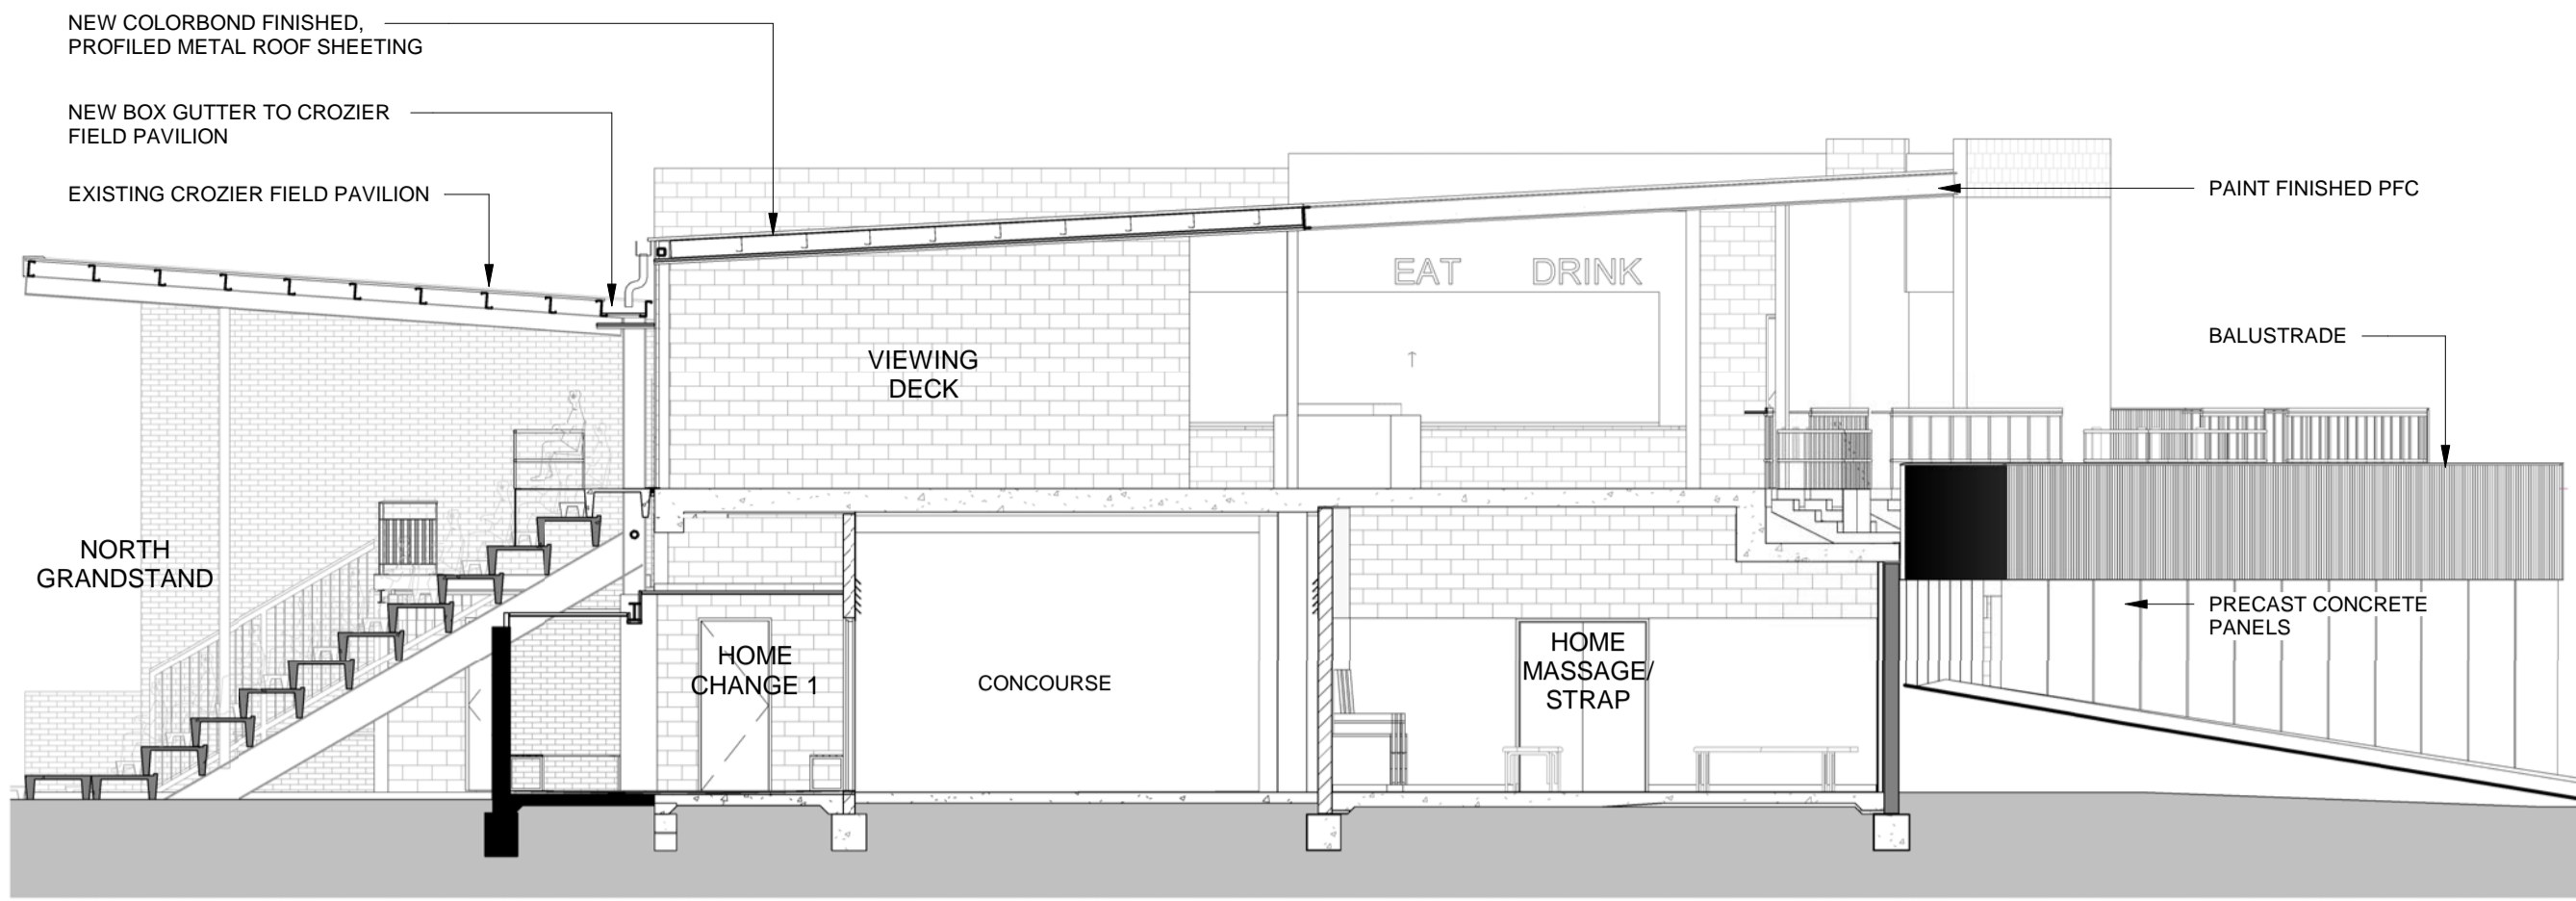 NEW COLORBOND FINISHED,
PROFILED METAL ROOF SHEETING
NEW BOX GUTTER TO CROZIER
FIELD PAVILION
EXISTING CROZIER FIELD PAVILION
PAINT FINISHED PFC
EAT DRINK
BALUSTRADE
VIEWING
DECK
NORTH
GRANDSTAND
PRECAST CONCRETE
PANELS
HOME
CHANGE 1
CONCOURSE
HOME
MASSAGE/
STRAP